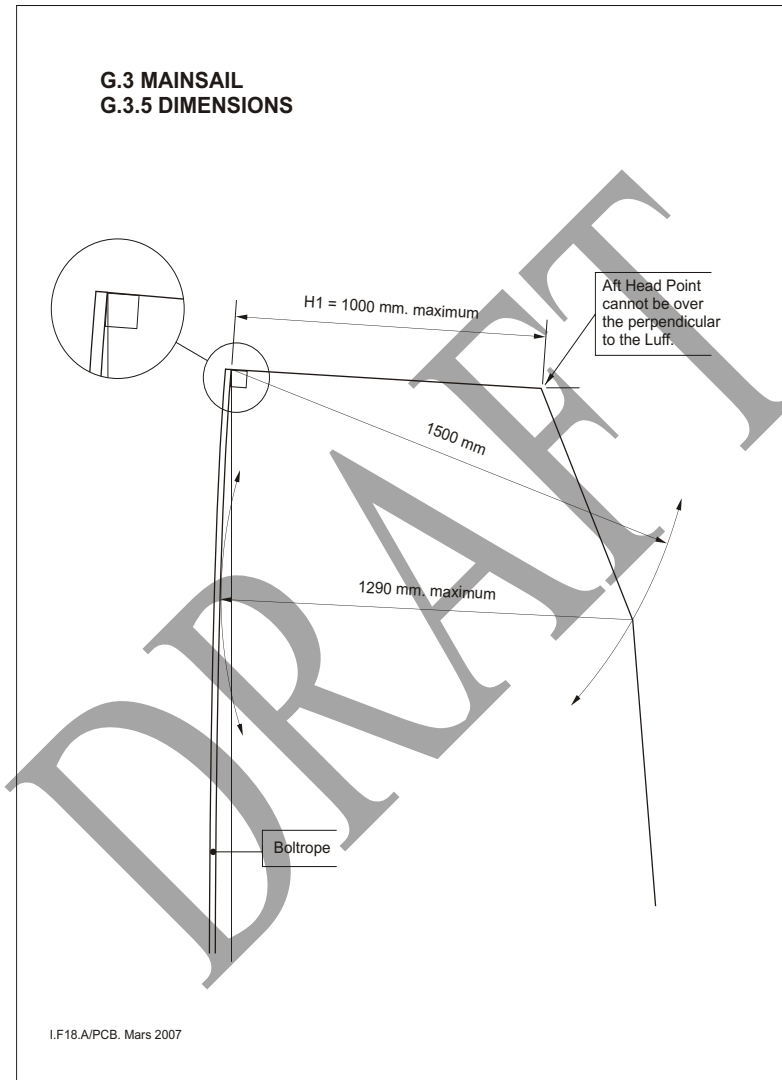 G.3 MAINSAIL
G.3.5 DIMENSIONS
H1 = 1000 mm. maximum
Aft Head Point
cannot be over
the perpendicular
to the Luff.
1500 mm
1290 mm. maximum
Boltrope
DRAFT
I.F18.A/PCB. Mars 2007